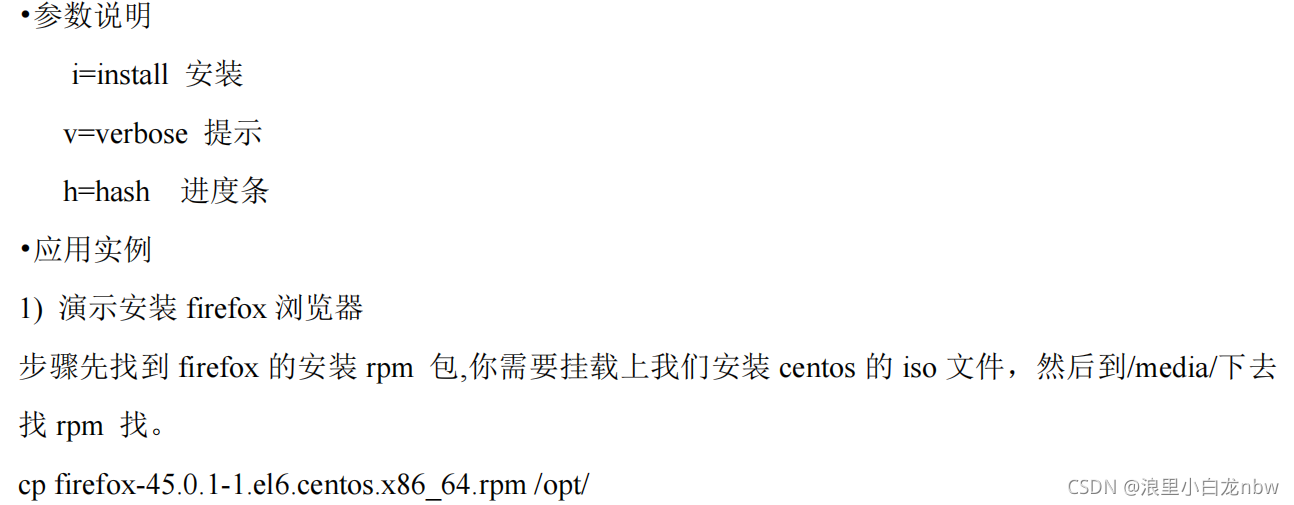 •参数说明
i=install 安装
v=verbose 提示
h=hash 进度条
•应用实例
1) 演示安装 firefox 浏览器
步骤先找到 firefox 的安装 rpm 包,你需要挂载上我们安装 centos 的 iso 文件，然后到/media/下去
找 rpm 找。
cp firefox-45.0.1-1.el6.centos.x86_64.rpm /opt/
CSDN @浪里小白龙nbw